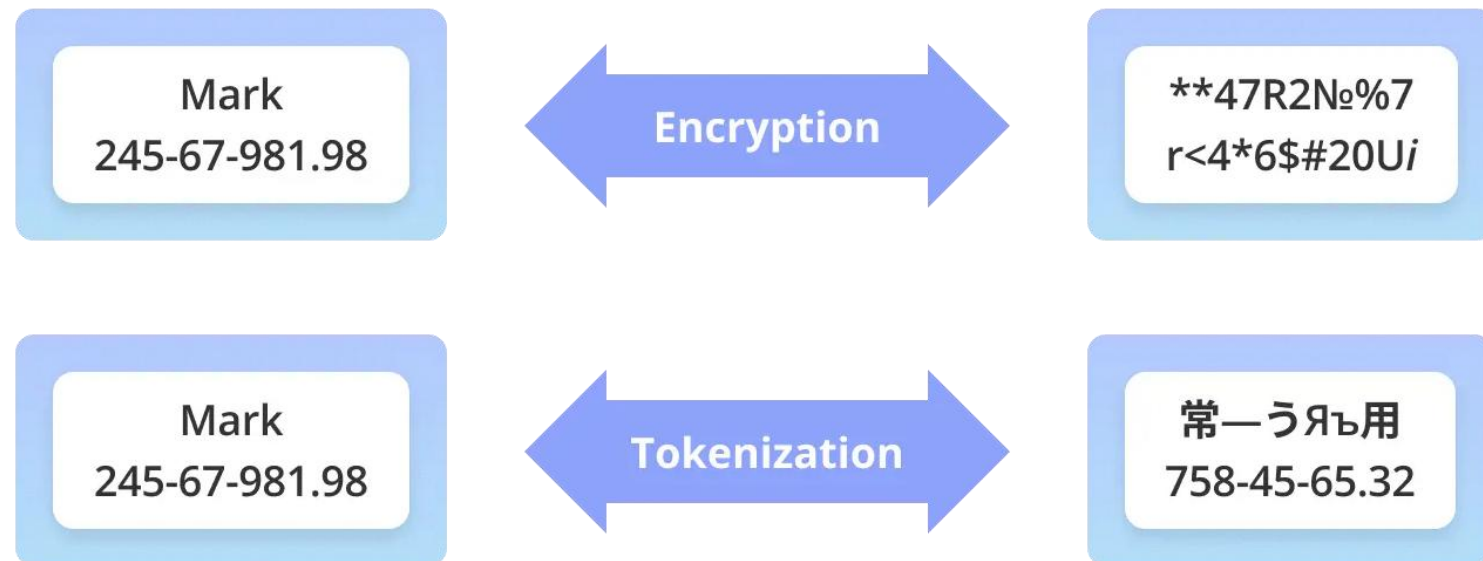 Mark
245-67-981.98
Encryption
**47R2№%7
r<4*6$#20Ui
Mark
245-67-981.98
Tokenization
常—うЯъ用
758-45-65.32